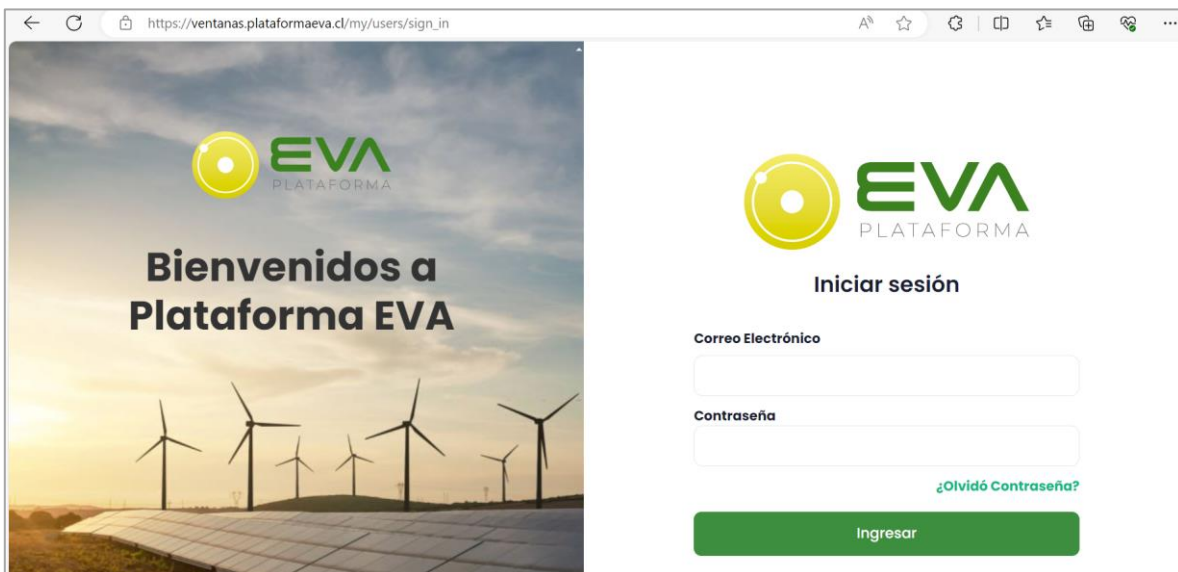 https://ventanas.plataformaeva.cl/my/users/sign_in
EVA
PLATAFORMA
Bienvenidos a
Plataforma EVA
EVA
PLATAFORMA
Iniciar sesión
Correo Electrónico
Contraseña
¿Olvidó Contraseña?
Ingresar